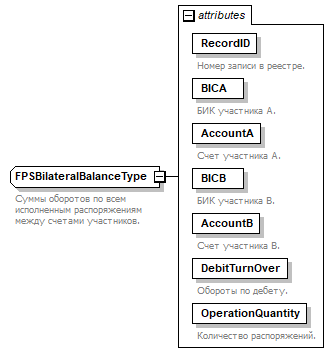 attributes
RecordID
Номер записи в реестре.
BICA
БИК участника А.
AccountA
Счет участника А.
FPSBilateralBalanceType
Суммы оборотов по всем
исполненным распоряжениям
между счетами участников.
BICB
БИК участника В.
AccountB
Счет участника В.
DebitTurnOver
Обороты по дебету.
OperationQuantity
Количество распоряжений.